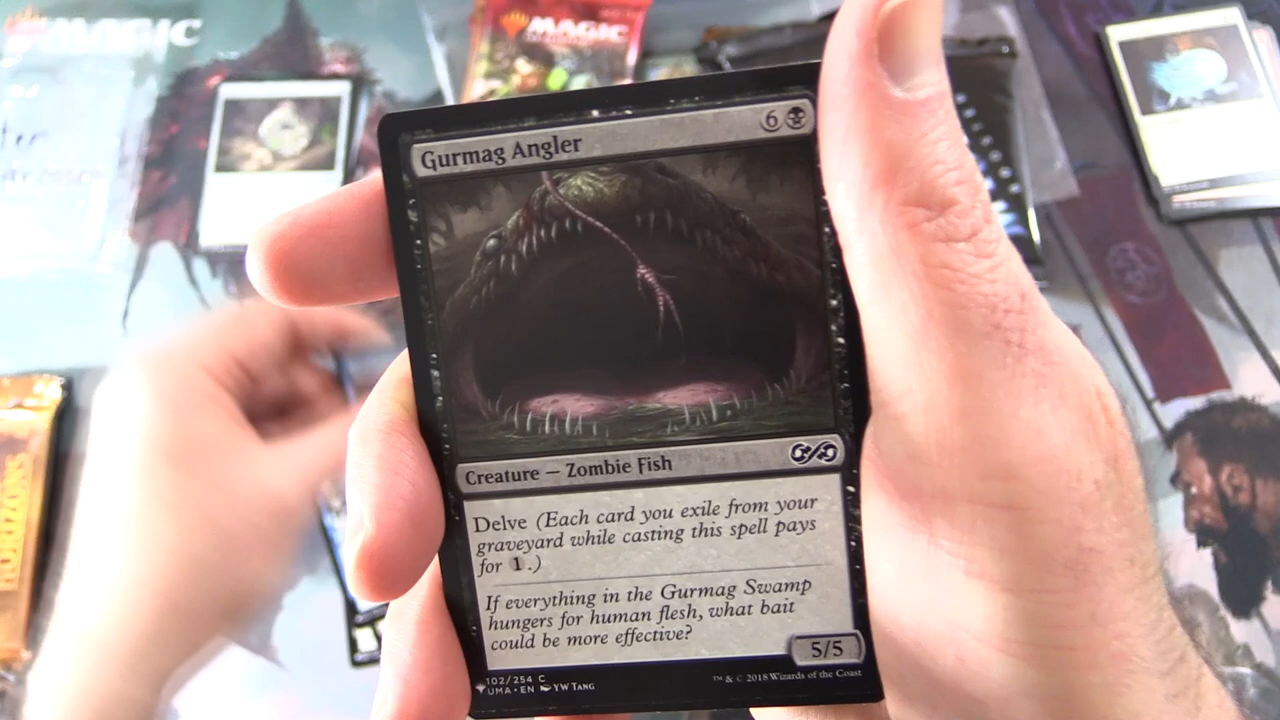 MAGIC
MAGIC
Gurmag Angler
6
Creature — Zombie Fish
Delve (Each card you exile from your
graveyard while casting this spell pays
for 1.)
If everything in the Gurmag Swamp
hungers for human flesh, what bait
could be more effective?
5/5
102/254 C
UMA • EN YW Tang
™ & © 2018 Wizards of the Coast
HORIZONS